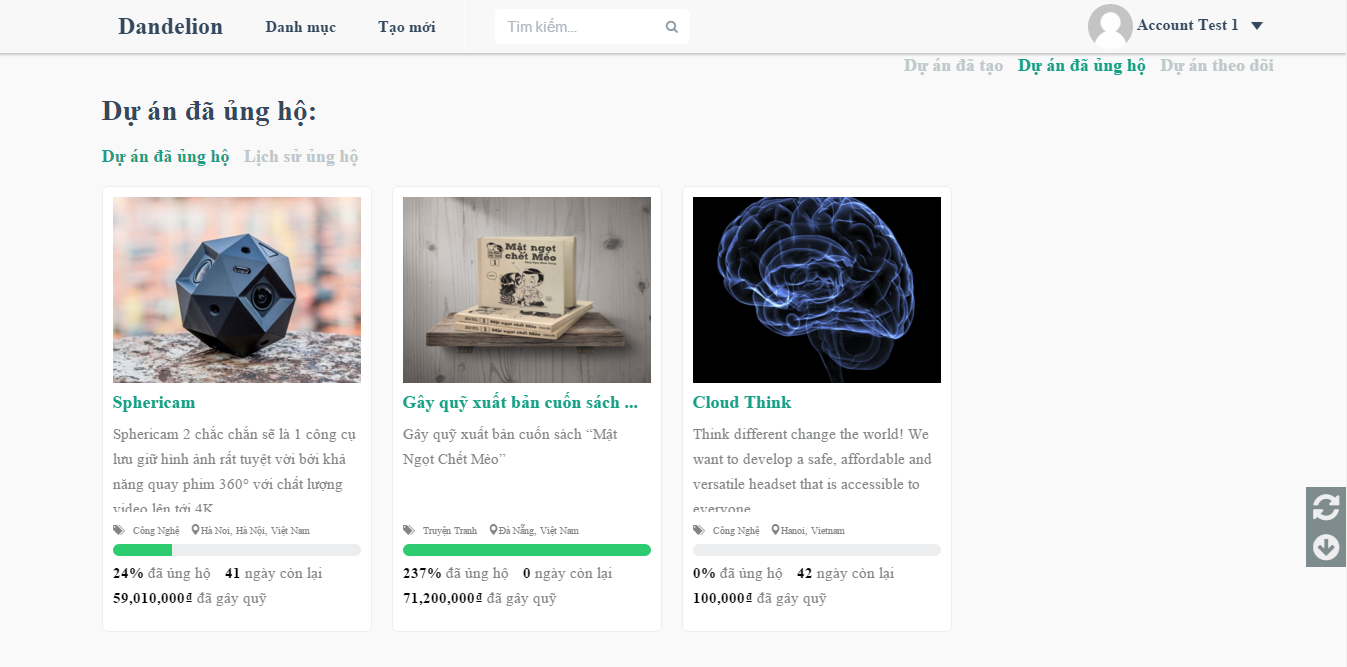 Dandelion Danh mục Tạo mới Tìm kiếm... Account Test 1
Dự án đã tạo Dự án đã ủng hộ Dự án theo dõi
Dự án đã ủng hộ:
Dự án đã ủng hộ Lịch sử ủng hộ
Mật ngọt
chết Mèo
1
Sphericam
Sphericam 2 chắc chắn sẽ là 1 công cụ
lưu giữ hình ảnh rất tuyệt vời bởi khả
năng quay phim 360° với chất lượng
video lên tới 4K
Công Nghệ Hà Noi, Hà Nội, Việt Nam
24% đã ủng hộ 41 ngày còn lại
59,010,000₫ đã gây quỹ
Gây quỹ xuất bản cuốn sách ...
Gây quỹ xuất bản cuốn sách “Mật
Ngọt Chết Mèo”
Truyện Tranh Đà Nẵng, Việt Nam
237% đã ủng hộ 0 ngày còn lại
71,200,000₫ đã gây quỹ
Cloud Think
Think different change the world! We
want to develop a safe, affordable and
versatile headset that is accessible to
everyone
Công Nghệ Hanoi, Vietnam
0% đã ủng hộ 42 ngày còn lại
100,000₫ đã gây quỹ